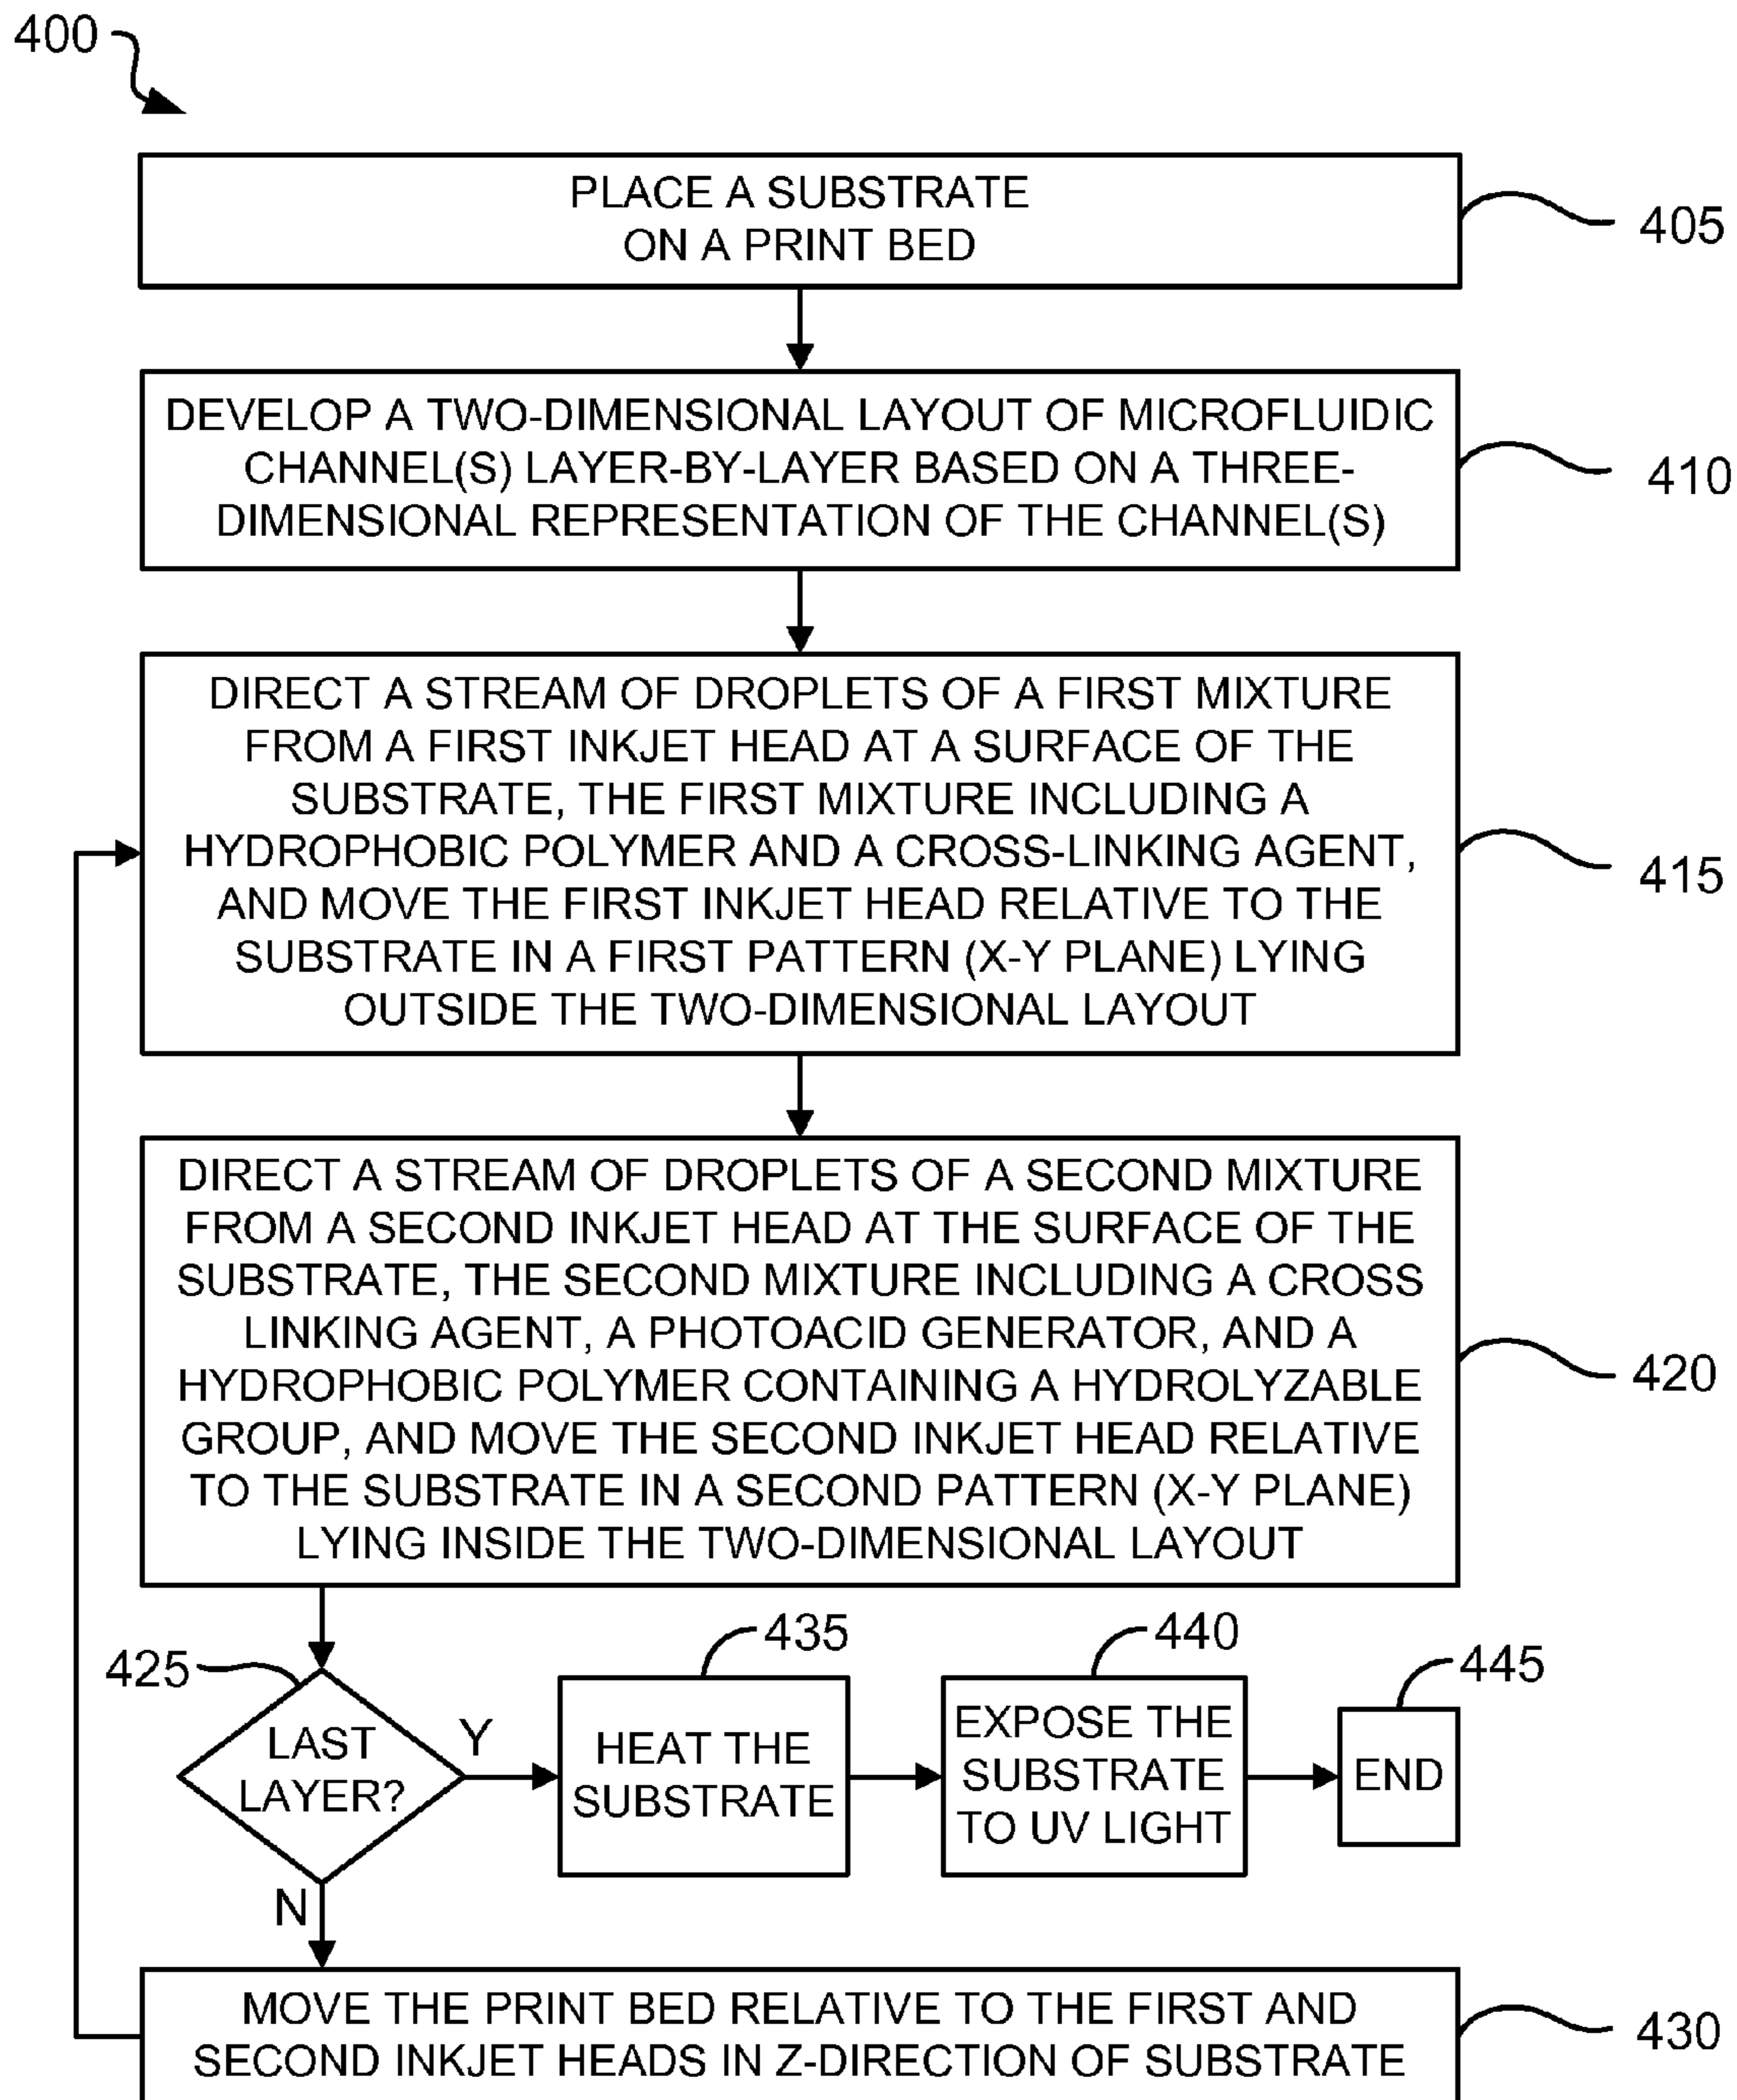 400
PLACE A SUBSTRATE
ON A PRINT BED
405
DEVELOP A TWO-DIMENSIONAL LAYOUT OF MICROFLUIDIC
CHANNEL(S) LAYER-BY-LAYER BASED ON A THREE-
DIMENSIONAL REPRESENTATION OF THE CHANNEL(S)
410
DIRECT A STREAM OF DROPLETS OF A FIRST MIXTURE
FROM A FIRST INKJET HEAD AT A SURFACE OF THE
SUBSTRATE, THE FIRST MIXTURE INCLUDING A
HYDROPHOBIC POLYMER AND A CROSS-LINKING AGENT,
AND MOVE THE FIRST INKJET HEAD RELATIVE TO THE
SUBSTRATE IN A FIRST PATTERN (X-Y PLANE) LYING
OUTSIDE THE TWO-DIMENSIONAL LAYOUT
415
DIRECT A STREAM OF DROPLETS OF A SECOND MIXTURE
FROM A SECOND INKJET HEAD AT THE SURFACE OF THE
SUBSTRATE, THE SECOND MIXTURE INCLUDING A CROSS
LINKING AGENT, A PHOTOACID GENERATOR, AND A
HYDROPHOBIC POLYMER CONTAINING A HYDROLYZABLE
GROUP, AND MOVE THE SECOND INKJET HEAD RELATIVE
TO THE SUBSTRATE IN A SECOND PATTERN (X-Y PLANE)
LYING INSIDE THE TWO-DIMENSIONAL LAYOUT
420
425
LAST
LAYER?
Y
435
HEAT THE
SUBSTRATE
440
EXPOSE THE
SUBSTRATE
TO UV LIGHT
445
END
N
MOVE THE PRINT BED RELATIVE TO THE FIRST AND
SECOND INKJET HEADS IN Z-DIRECTION OF SUBSTRATE
430